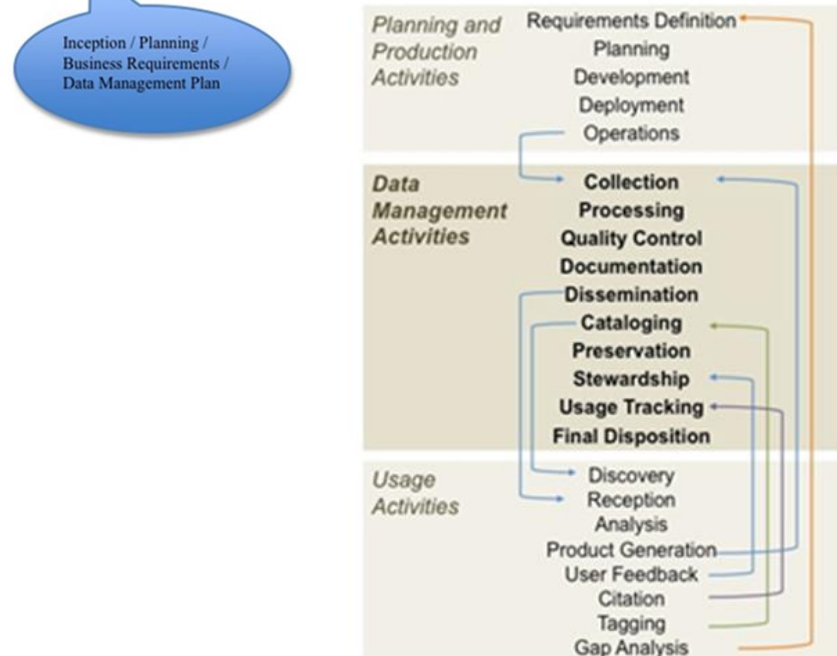 Inception / Planning /
Business Requirements /
Data Management Plan
Planning and
Production
Activities
Requirements Definition
Planning
Development
Deployment
Operations
Data
Management
Activities
Collection
Processing
Quality Control
Documentation
Dissemination
Cataloging
Preservation
Stewardship
Usage Tracking
Final Disposition
Usage
Activities
Discovery
Reception
Analysis
Product Generation
User Feedback
Citation
Tagging
Gap Analysis